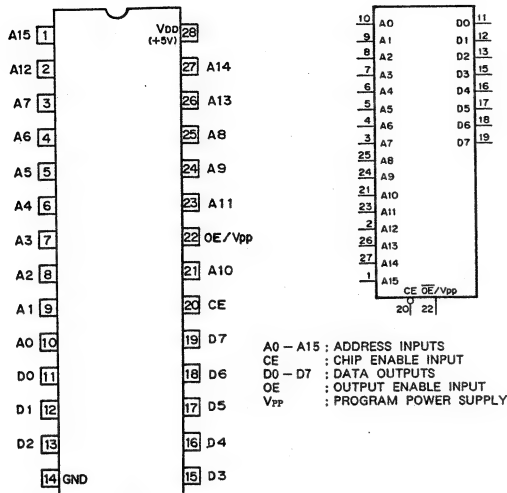 VDD
(+5V)
A15 1
28
A12 2
27 A14
A7 3
26 A13
A6 4
25 A8
A5 5
24 A9
A4 6
23 A11
A3 7
22 OE/Vpp
A2 8
21 A10
A1 9
20 CE
A0 10
19 D7
D0 11
18 D6
D1 12
17 D5
D2 13
16 D4
14 GND
15 D3
10 A0 D0 11
9 A1 D1 12
8 A2 D2 13
7 A3 D3 15
6 A4 D4 16
5 A5 D5 17
4 A6 D6 18
3 A7 D7 19
25 A8
24 A9
21 A10
23 A11
2 A12
26 A13
27 A14
1 A15
CE OE/Vpp
20 22
A0 – A15 : ADDRESS INPUTS
CE : CHIP ENABLE INPUT
D0 – D7 : DATA OUTPUTS
OE : OUTPUT ENABLE INPUT
VPP : PROGRAM POWER SUPPLY